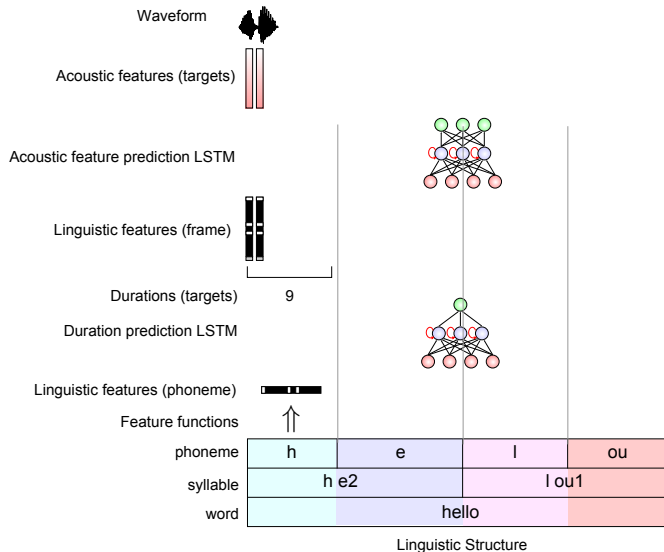 Waveform
Acoustic features (targets)
Acoustic feature prediction LSTM
Linguistic features (frame)
Durations (targets) 9
Duration prediction LSTM
Linguistic features (phoneme)
Feature functions
phoneme h e l ou
syllable h e2 l ou1
word hello
Linguistic Structure